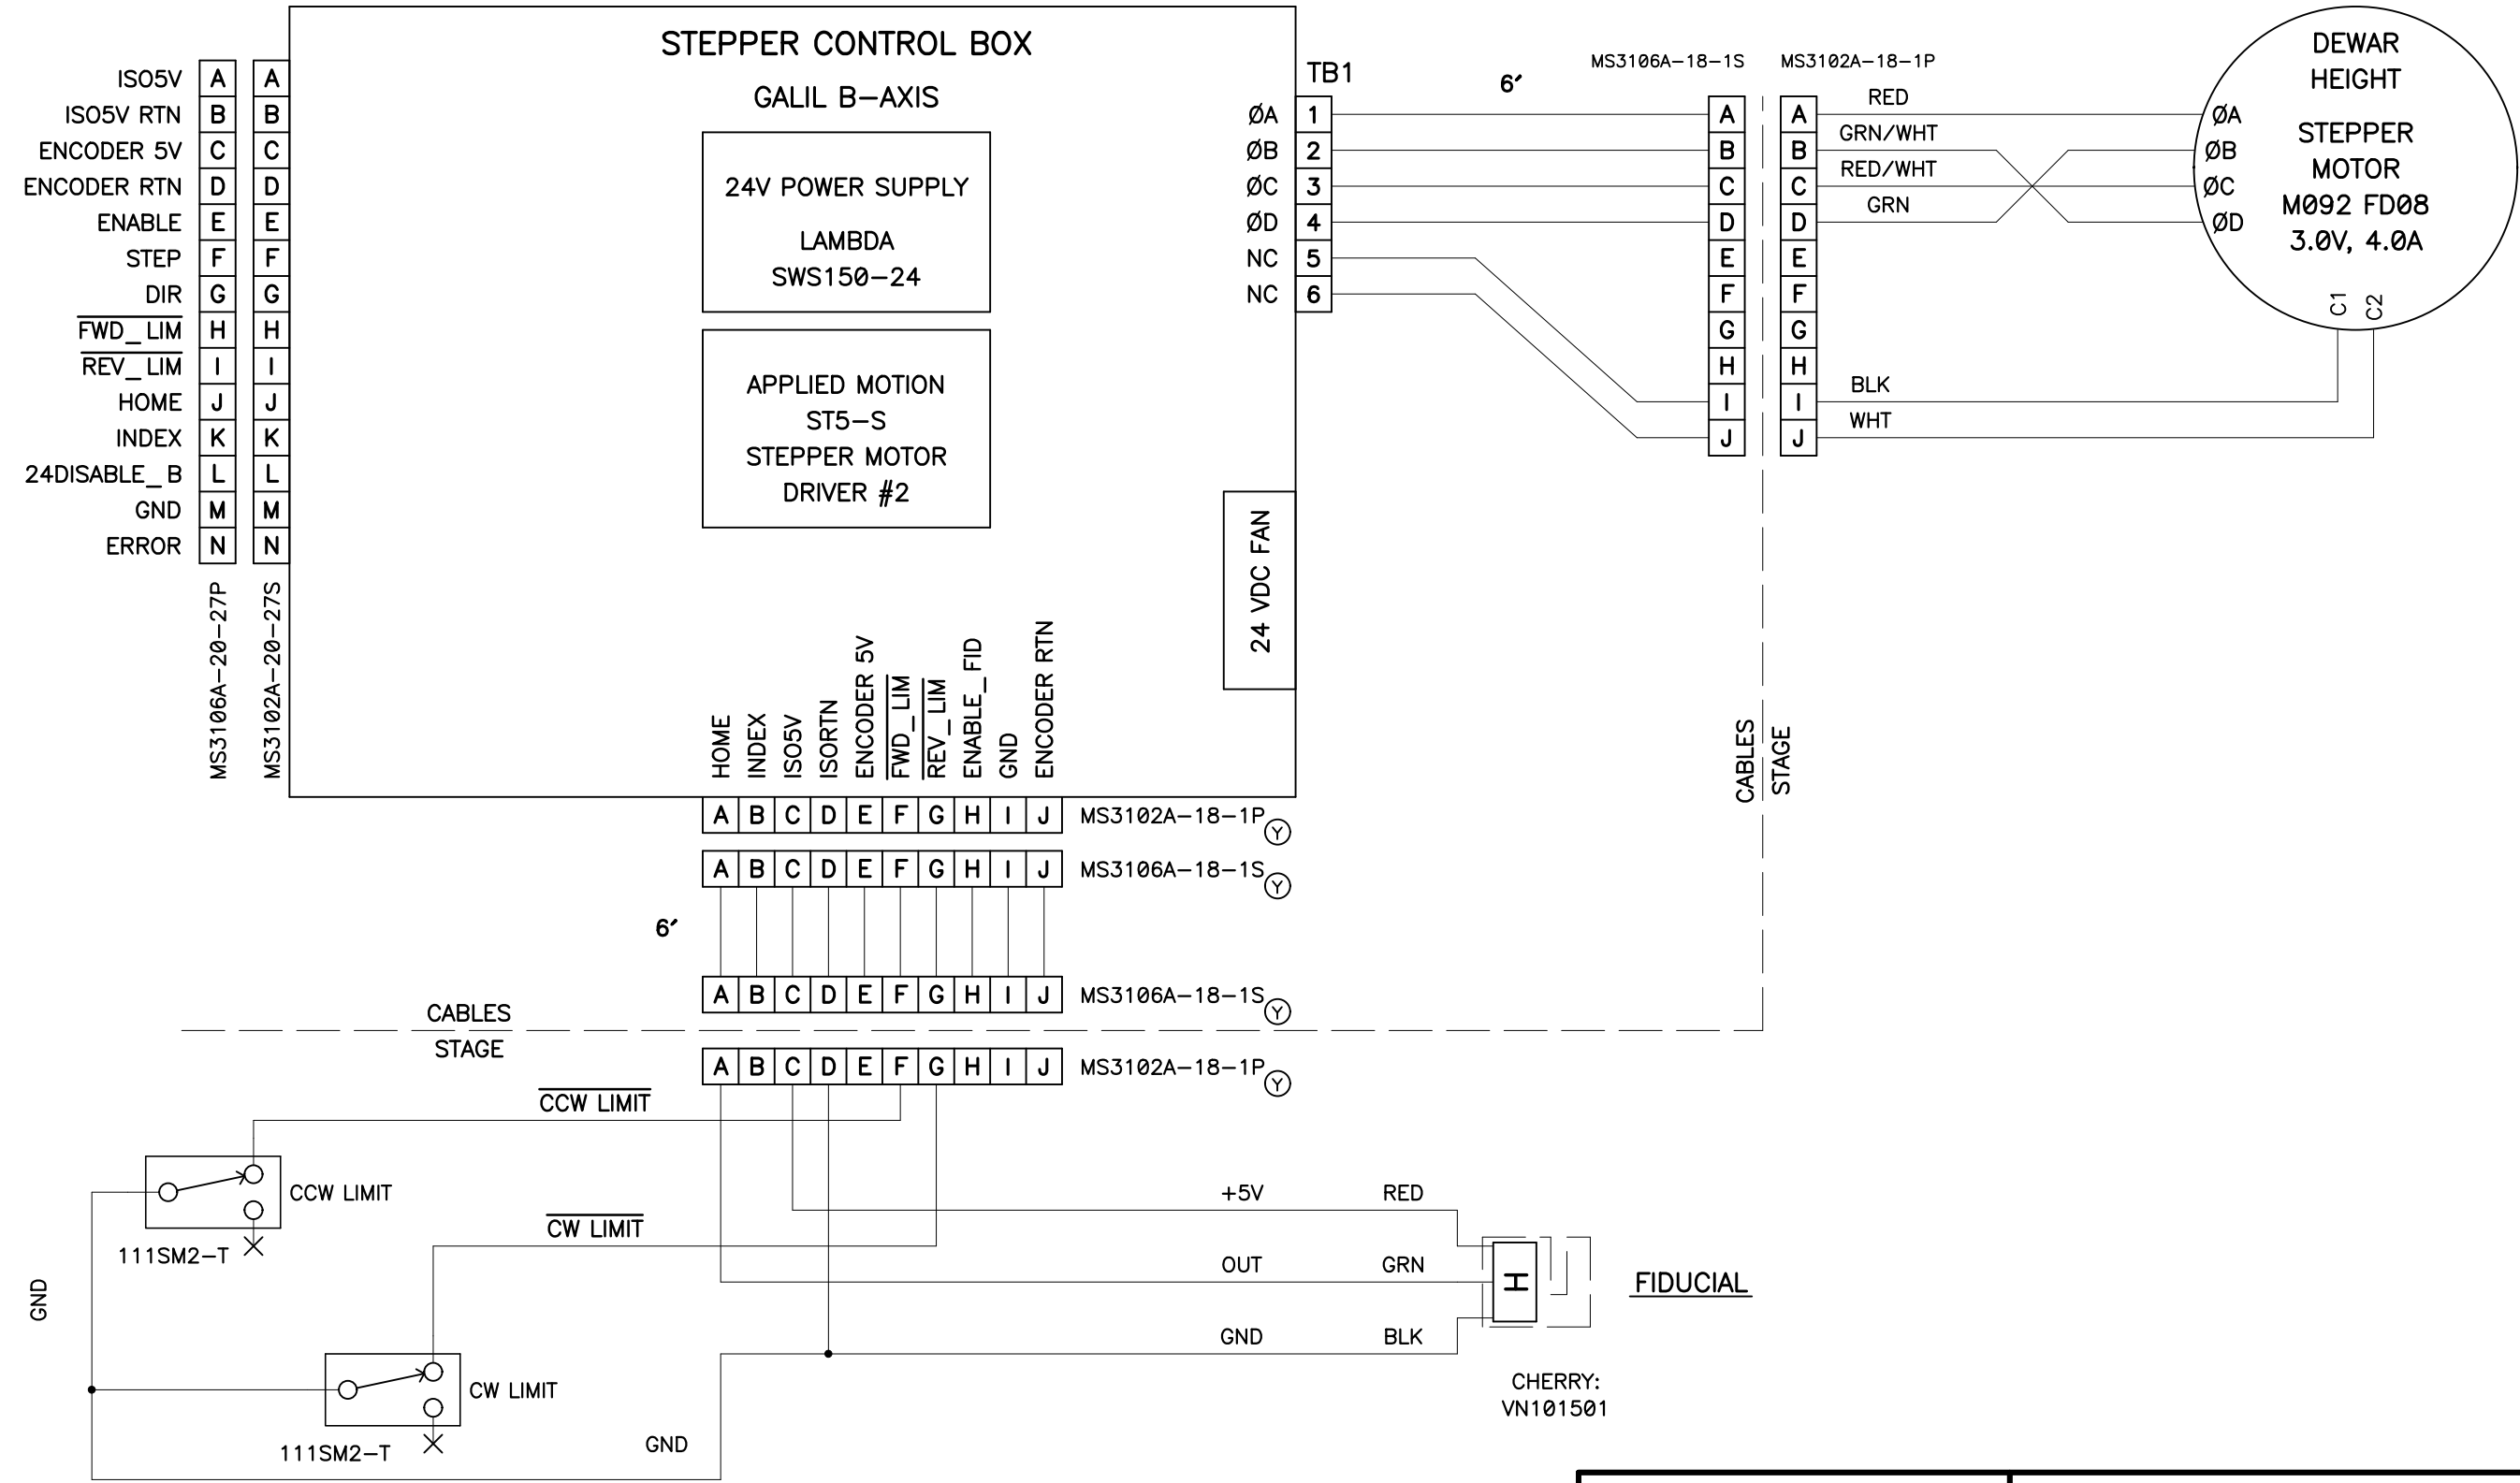 STEPPER CONTROL BOX
GALIL B-AXIS
24V POWER SUPPLY
LAMBDA
SWS150-24
APPLIED MOTION
ST5-S
STEPPER MOTOR
DRIVER #2
24 VDC FAN
ISO5V A A
ISO5V RTN B B
ENCODER 5V C C
ENCODER RTN D D
ENABLE E E
STEP F F
DIR G G
FWD_LIM H H
REV_LIM I I
HOME J J
INDEX K K
24DISABLE_B L L
GND M M
ERROR N N
MS3106A-20-27P
MS3102A-20-27S
TB1
ØA 1
ØB 2
ØC 3
ØD 4
NC 5
NC 6
6′
MS3106A-18-1S
A
B
C
D
E
F
G
H
I
J
MS3102A-18-1P
A RED
B GRN/WHT
C RED/WHT
D GRN
E
F
G
H
I BLK
J WHT
DEWAR
HEIGHT
STEPPER
MOTOR
M092 FD08
3.0V, 4.0A
ØA
ØB
ØC
ØD
C1
C2
CABLES
STAGE
HOME
INDEX
ISO5V
ISORTN
ENCODER 5V
FWD_LIM
REV_LIM
ENABLE_FID
GND
ENCODER RTN
A B C D E F G H I J MS3102A-18-1P Y
A B C D E F G H I J MS3106A-18-1S Y
6′
A B C D E F G H I J MS3106A-18-1S Y
CABLES
STAGE
A B C D E F G H I J MS3102A-18-1P Y
CCW LIMIT
CCW LIMIT
111SM2-T
CW LIMIT
CW LIMIT
111SM2-T
GND
GND
+5V RED
OUT GRN
GND BLK
H
FIDUCIAL
CHERRY:
VN101501